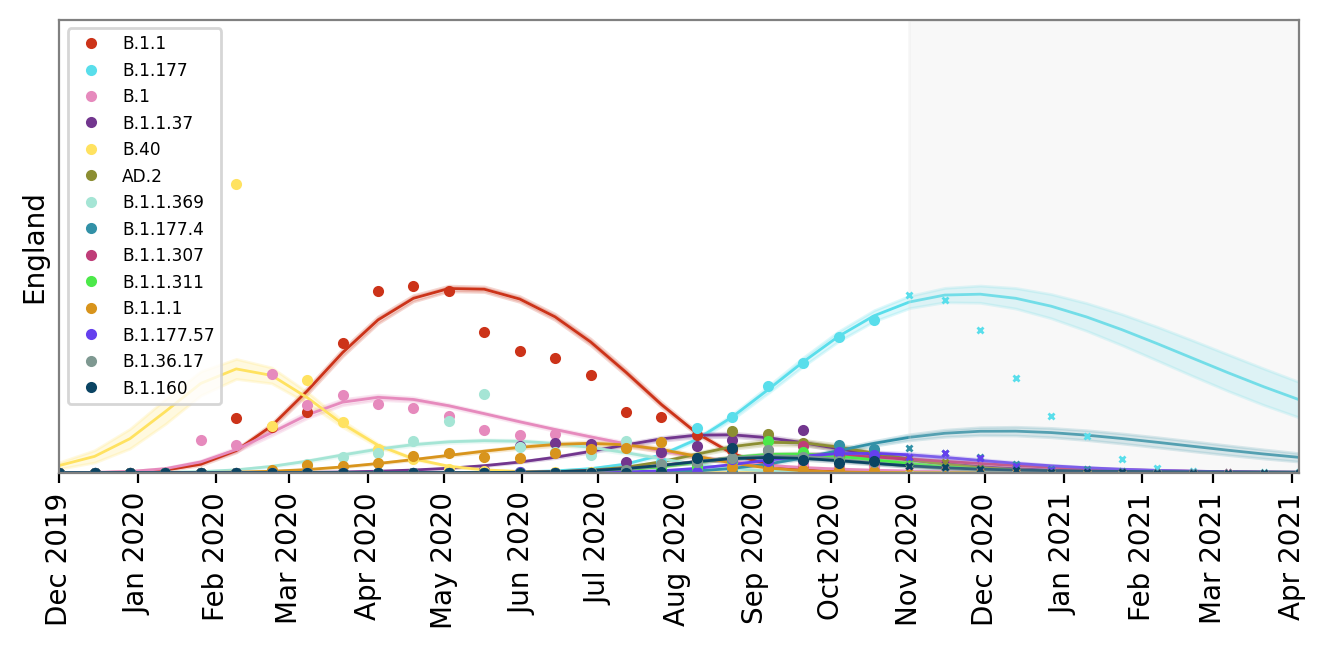 England
B.1.1
B.1.177
B.1
B.1.1.37
B.40
AD.2
B.1.1.369
B.1.177.4
B.1.1.307
B.1.1.311
B.1.1.1
B.1.177.57
B.1.36.17
B.1.160
Dec 2019
Jan 2020
Feb 2020
Mar 2020
Apr 2020
May 2020
Jun 2020
Jul 2020
Aug 2020
Sep 2020
Oct 2020
Nov 2020
Dec 2020
Jan 2021
Feb 2021
Mar 2021
Apr 2021